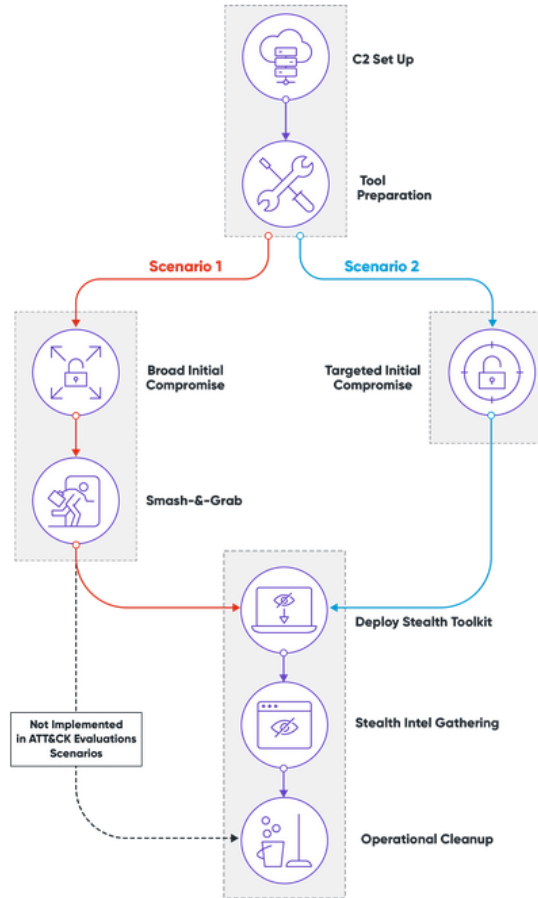 C2 Set Up
Tool
Preparation
Scenario 1
Scenario 2
Broad Initial
Compromise
Targeted Initial
Compromise
Smash-&-Grab
Deploy Stealth Toolkit
Not Implemented
in ATT&CK Evaluations
Scenarios
Stealth Intel Gathering
Operational Cleanup